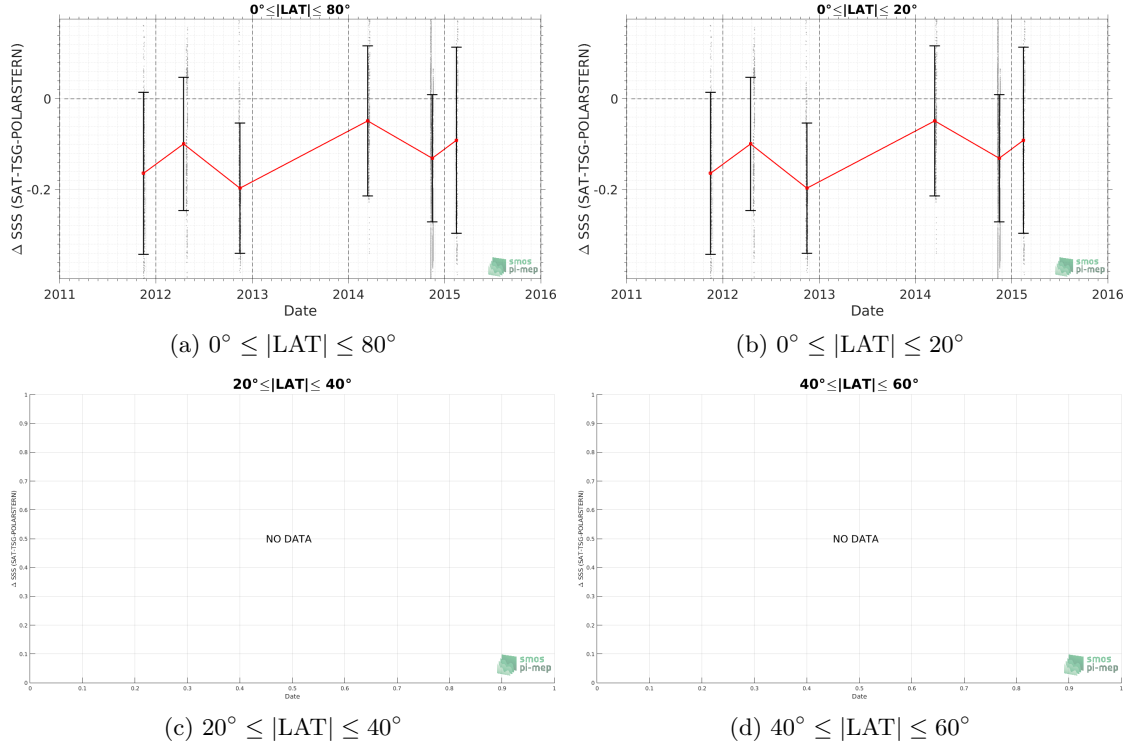 0°≤|LAT|≤ 80°
Δ SSS (SAT-TSG-POLARSTERN)
0
-0.2
2011 2012 2013 2014 2015 2016
Date
smos
pi-mep
(a) 0° ≤ |LAT| ≤ 80°
0°≤|LAT|≤ 20°
Δ SSS (SAT-TSG-POLARSTERN)
0
-0.2
2011 2012 2013 2014 2015 2016
Date
smos
pi-mep
(b) 0° ≤ |LAT| ≤ 20°
20°≤|LAT|≤ 40°
Δ SSS (SAT-TSG-POLARSTERN)
1
0.9
0.8
0.7
0.6
0.5
0.4
0.3
0.2
0.1
0
NO DATA
0 0.1 0.2 0.3 0.4 0.5 0.6 0.7 0.8 0.9 1
Date
smos
pi-mep
(c) 20° ≤ |LAT| ≤ 40°
40°≤|LAT|≤ 60°
Δ SSS (SAT-TSG-POLARSTERN)
1
0.9
0.8
0.7
0.6
0.5
0.4
0.3
0.2
0.1
0
NO DATA
0 0.1 0.2 0.3 0.4 0.5 0.6 0.7 0.8 0.9 1
Date
smos
pi-mep
(d) 40° ≤ |LAT| ≤ 60°